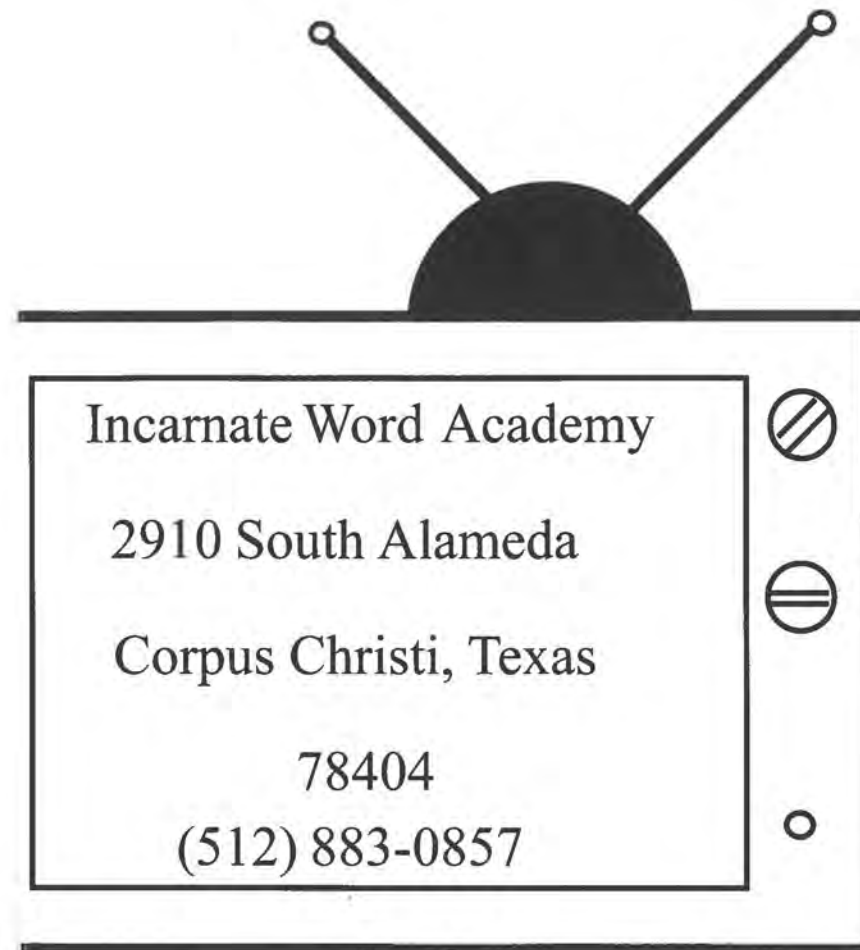 Incarnate Word Academy
2910 South Alameda
Corpus Christi, Texas
78404
(512) 883-0857